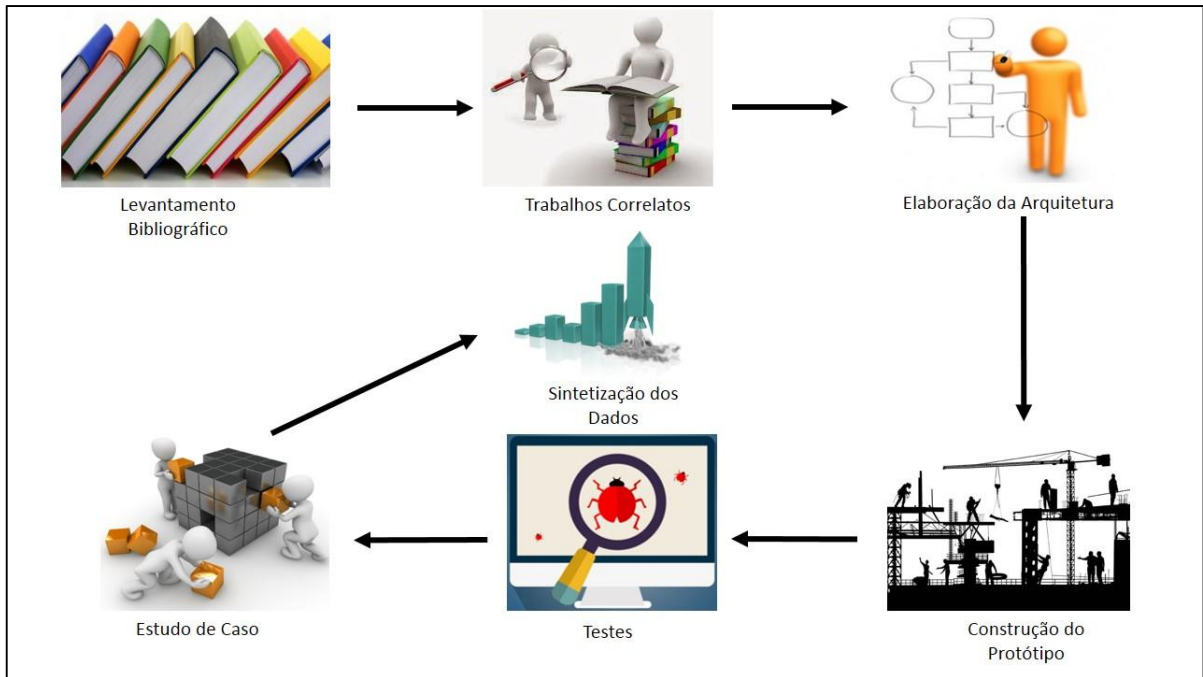 Levantamento
Bibliográfico
Trabalhos Correlatos
Elaboração da Arquitetura
Sintetização dos
Dados
Estudo de Caso
Testes
Construção do
Protótipo